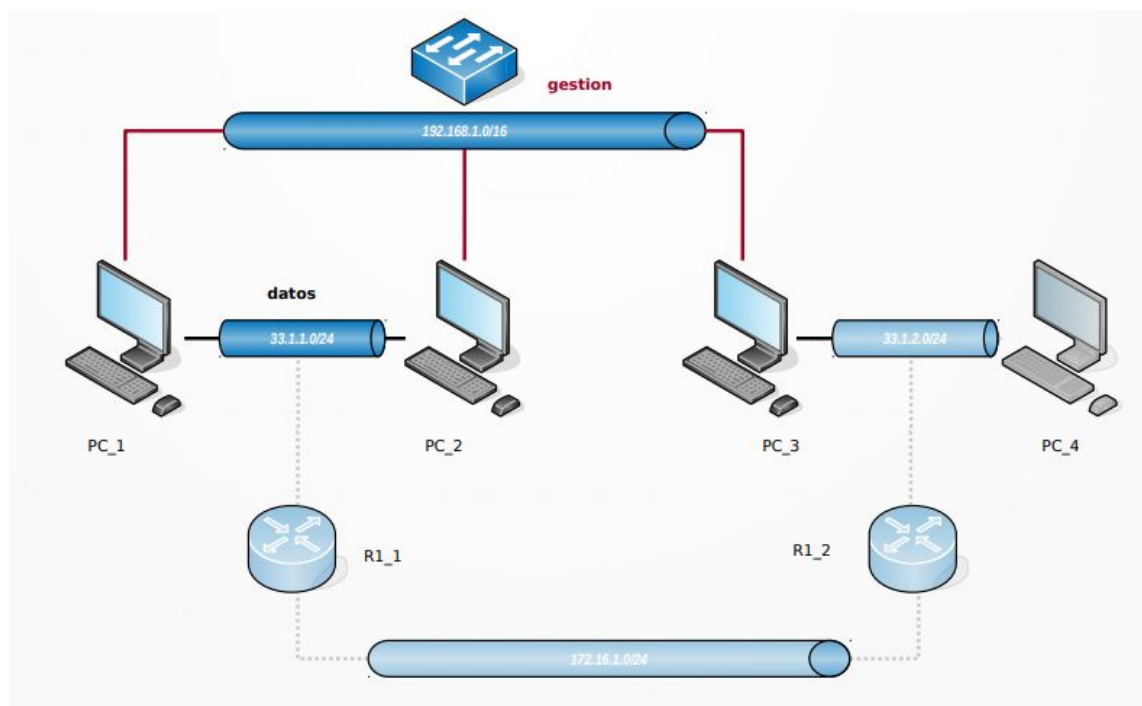 gestion
192.168.1.0/16
datos
33.1.1.0/24
33.1.2.0/24
PC_1
PC_2
PC_3
PC_4
R1_1
R1_2
172.16.1.0/24